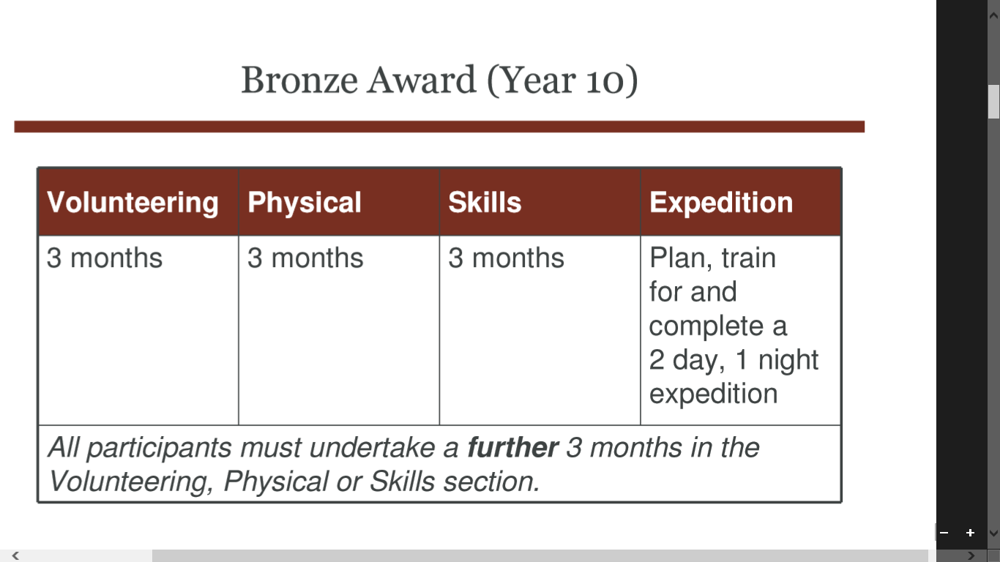 Bronze Award (Year 10)
Volunteering Physical Skills Expedition
3 months 3 months 3 months Plan, train
for and
complete a
2 day, 1 night
expedition
All participants must undertake a further 3 months in the
Volunteering, Physical or Skills section.